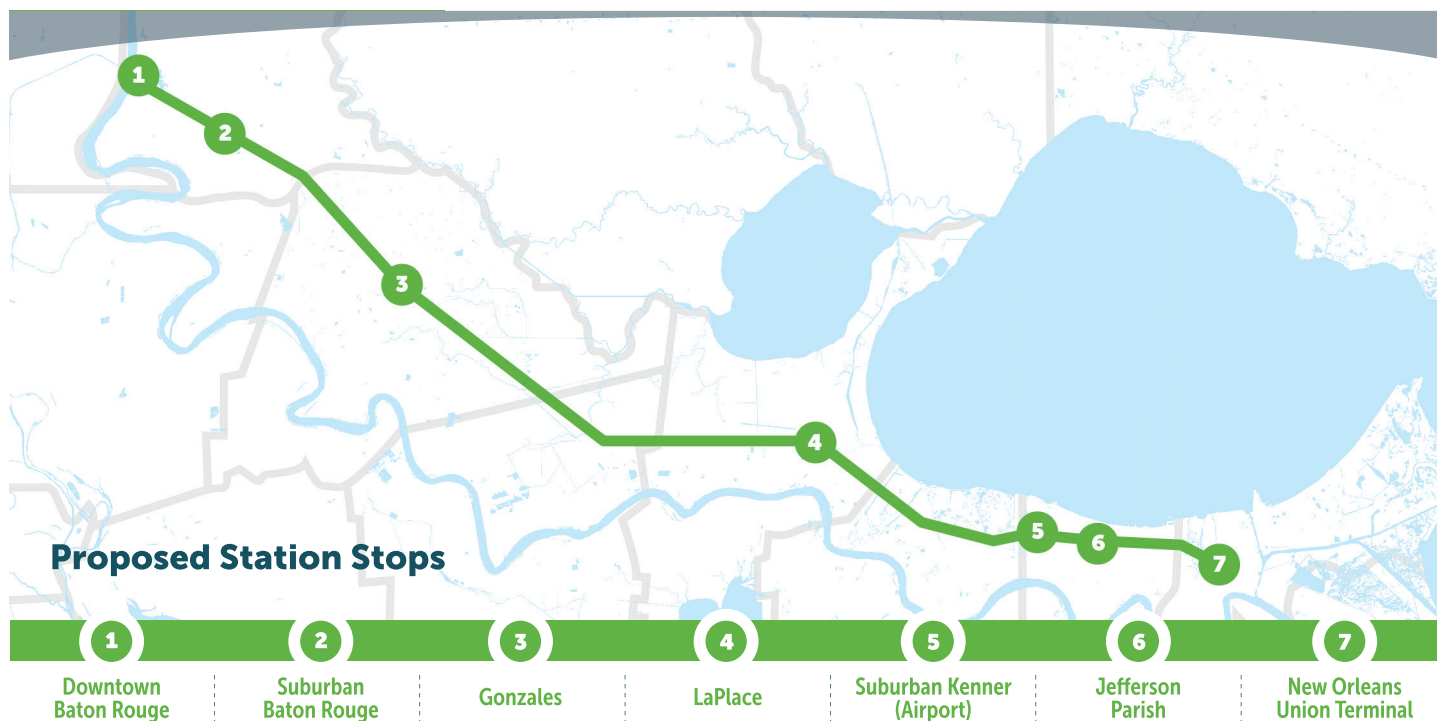 1
2
3
4
5
6
7
Proposed Station Stops
1 2 3 4 5 6 7
Downtown
Baton Rouge
Suburban
Baton Rouge
Gonzales
LaPlace
Suburban Kenner
(Airport)
Jefferson
Parish
New Orleans
Union Terminal